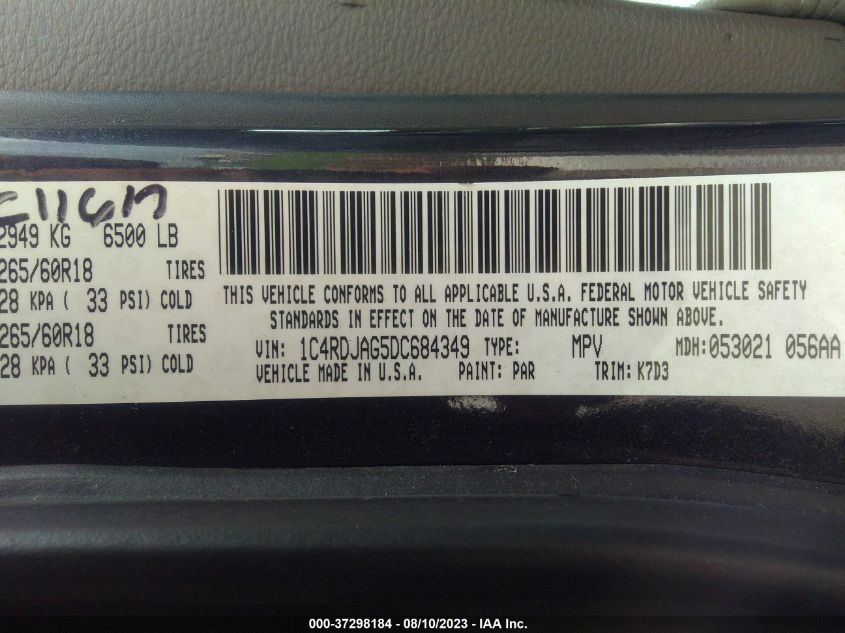 2949 KG 6500 LB
265/60R18 TIRES
28 KPA ( 33 PSI) COLD
265/60R18 TIRES
28 KPA ( 33 PSI) COLD
THIS VEHICLE CONFORMS TO ALL APPLICABLE U.S.A. FEDERAL MOTOR VEHICLE SAFETY
STANDARDS IN EFFECT ON THE DATE OF MANUFACTURE SHOWN ABOVE.
VIN: 1C4RDJAG5DC684349 TYPE: MPV MDH:053021 056AA
VEHICLE MADE IN U.S.A. PAINT: PAR TRIM: K7D3
000-37298184 - 08/10/2023 - IAA Inc.